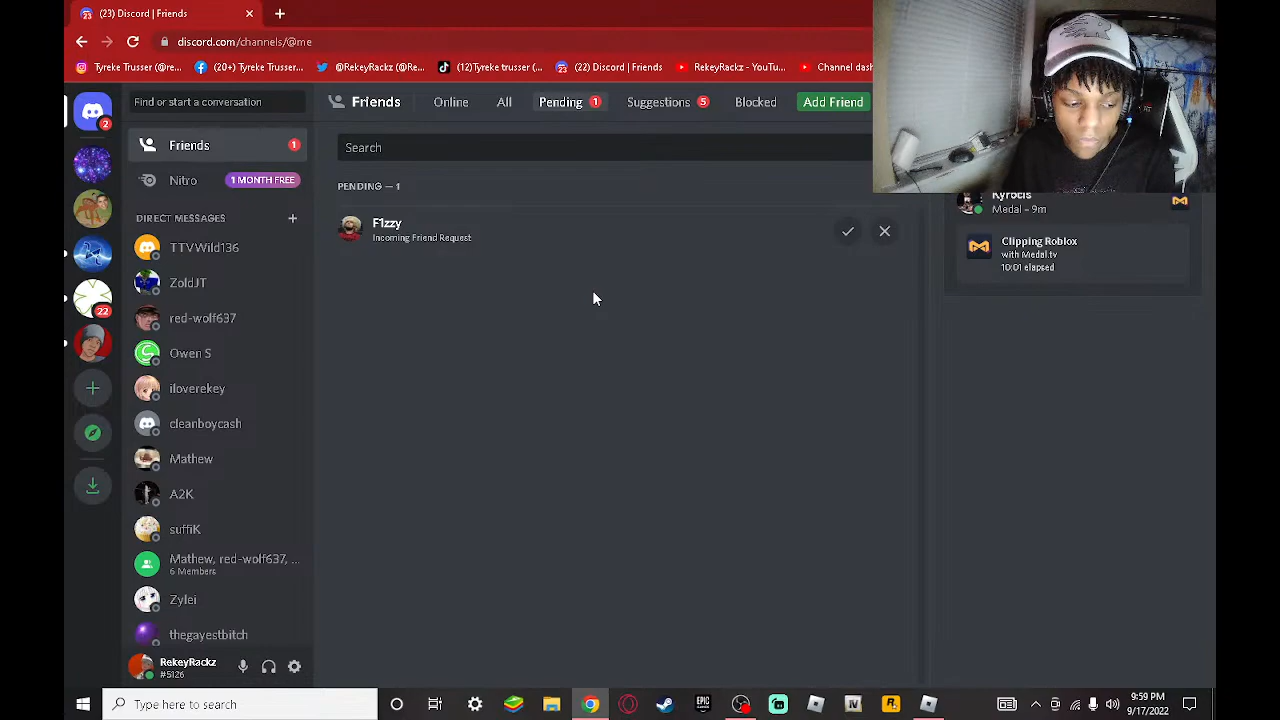 (23) Discord | Friends
discord.com/channels/@me
Tyreke Trusser (@re...
(20+) Tyreke Trusser...
@RekeyRackz (@Re...
(12)Tyreke trusser (...
(22) Discord | Friends
RekeyRackz - YouTu...
Channel dash
Find or start a conversation
Friends
Online
All
Pending 1
Suggestions 5
Blocked
Add Friend
2
Friends 1
Search
Nitro
1 MONTH FREE
PENDING — 1
Kyrocis
Medal – 9m
DIRECT MESSAGES
F1zzy
Incoming Friend Request
TTVWild136
Clipping Roblox
with Medal.tv
10:01 elapsed
ZoldJT
22
red-wolf637
Owen S
iloverekey
cleanboycash
Mathew
A2K
suffiK
Mathew, red-wolf637, ...
6 Members
Zylei
thegayestbitch
RekeyRackz
#5126
Type here to search
9:59 PM
9/17/2022